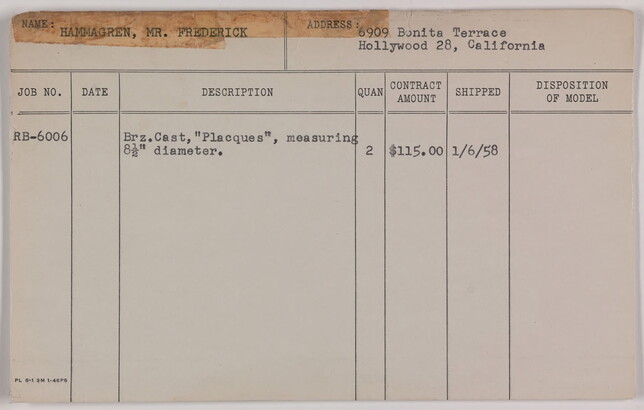 NAME: HAMMAGREN, MR. FREDERICK ADDRESS: 6909 Bonita Terrace
Hollywood 28, California
JOB NO. DATE DESCRIPTION QUAN CONTRACT AMOUNT SHIPPED DISPOSITION OF MODEL
RB-6006 Brz.Cast,"Placques", measuring
8½" diameter. 2 $115.00 1/6/58